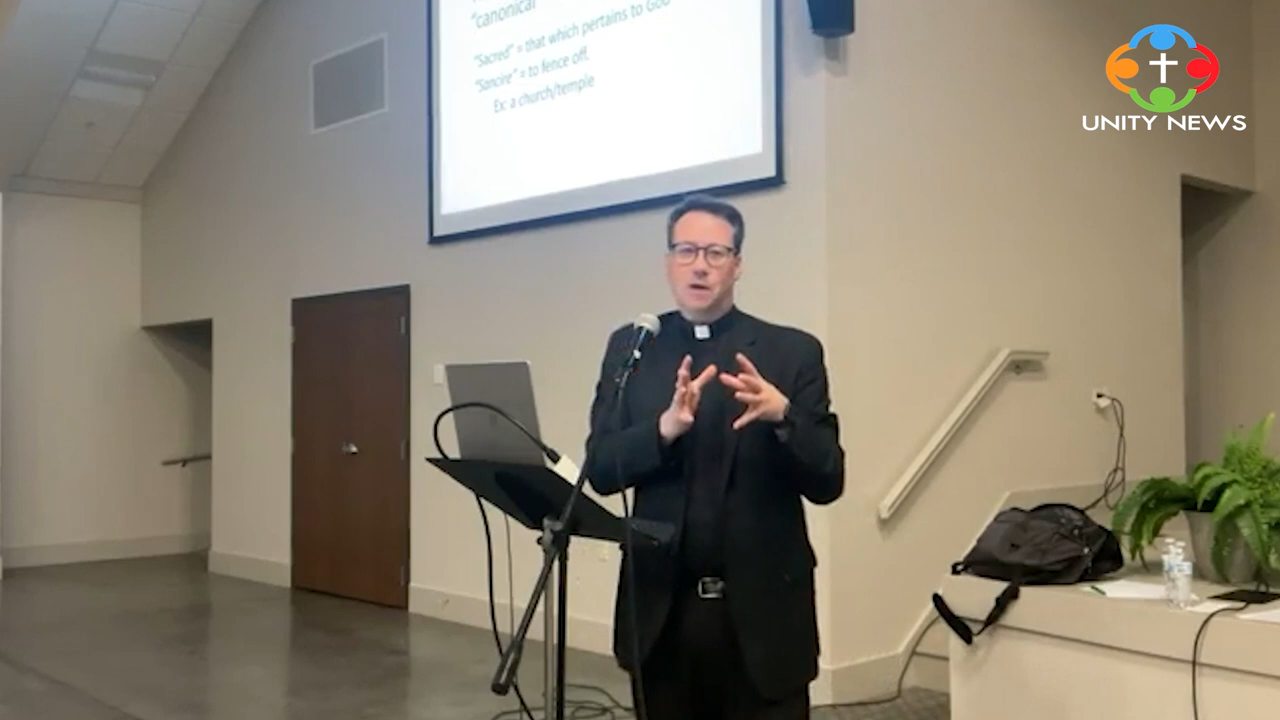 "canonical
"Sacred" = that which pertains to God
"Sancire" = to fence off.
Ex: a church/temple
UNITY NEWS